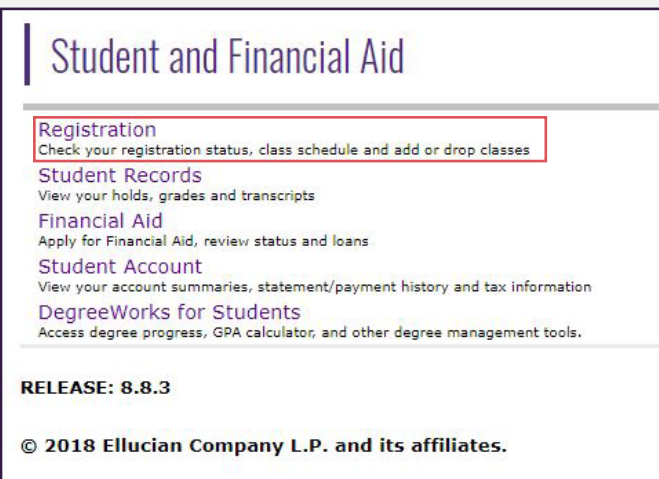 Student and Financial Aid
Registration
Check your registration status, class schedule and add or drop classes
Student Records
View your holds, grades and transcripts
Financial Aid
Apply for Financial Aid, review status and loans
Student Account
View your account summaries, statement/payment history and tax information
DegreeWorks for Students
Access degree progress, GPA calculator, and other degree management tools.
RELEASE: 8.8.3
© 2018 Ellucian Company L.P. and its affiliates.